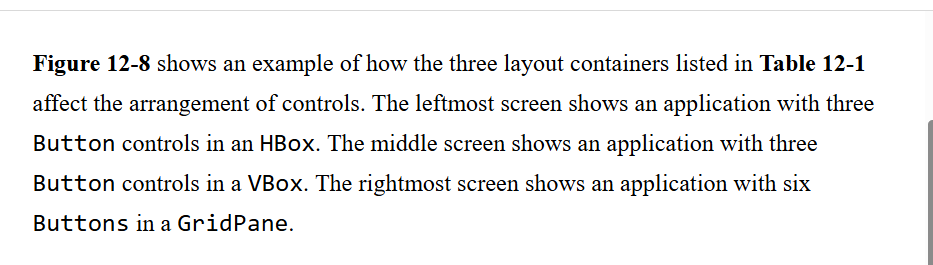 Figure 12-8 shows an example of how the three layout containers listed in Table 12-1
affect the arrangement of controls. The leftmost screen shows an application with three
Button controls in an HBox. The middle screen shows an application with three
Button controls in a VBox. The rightmost screen shows an application with six
Buttons in a GridPane.